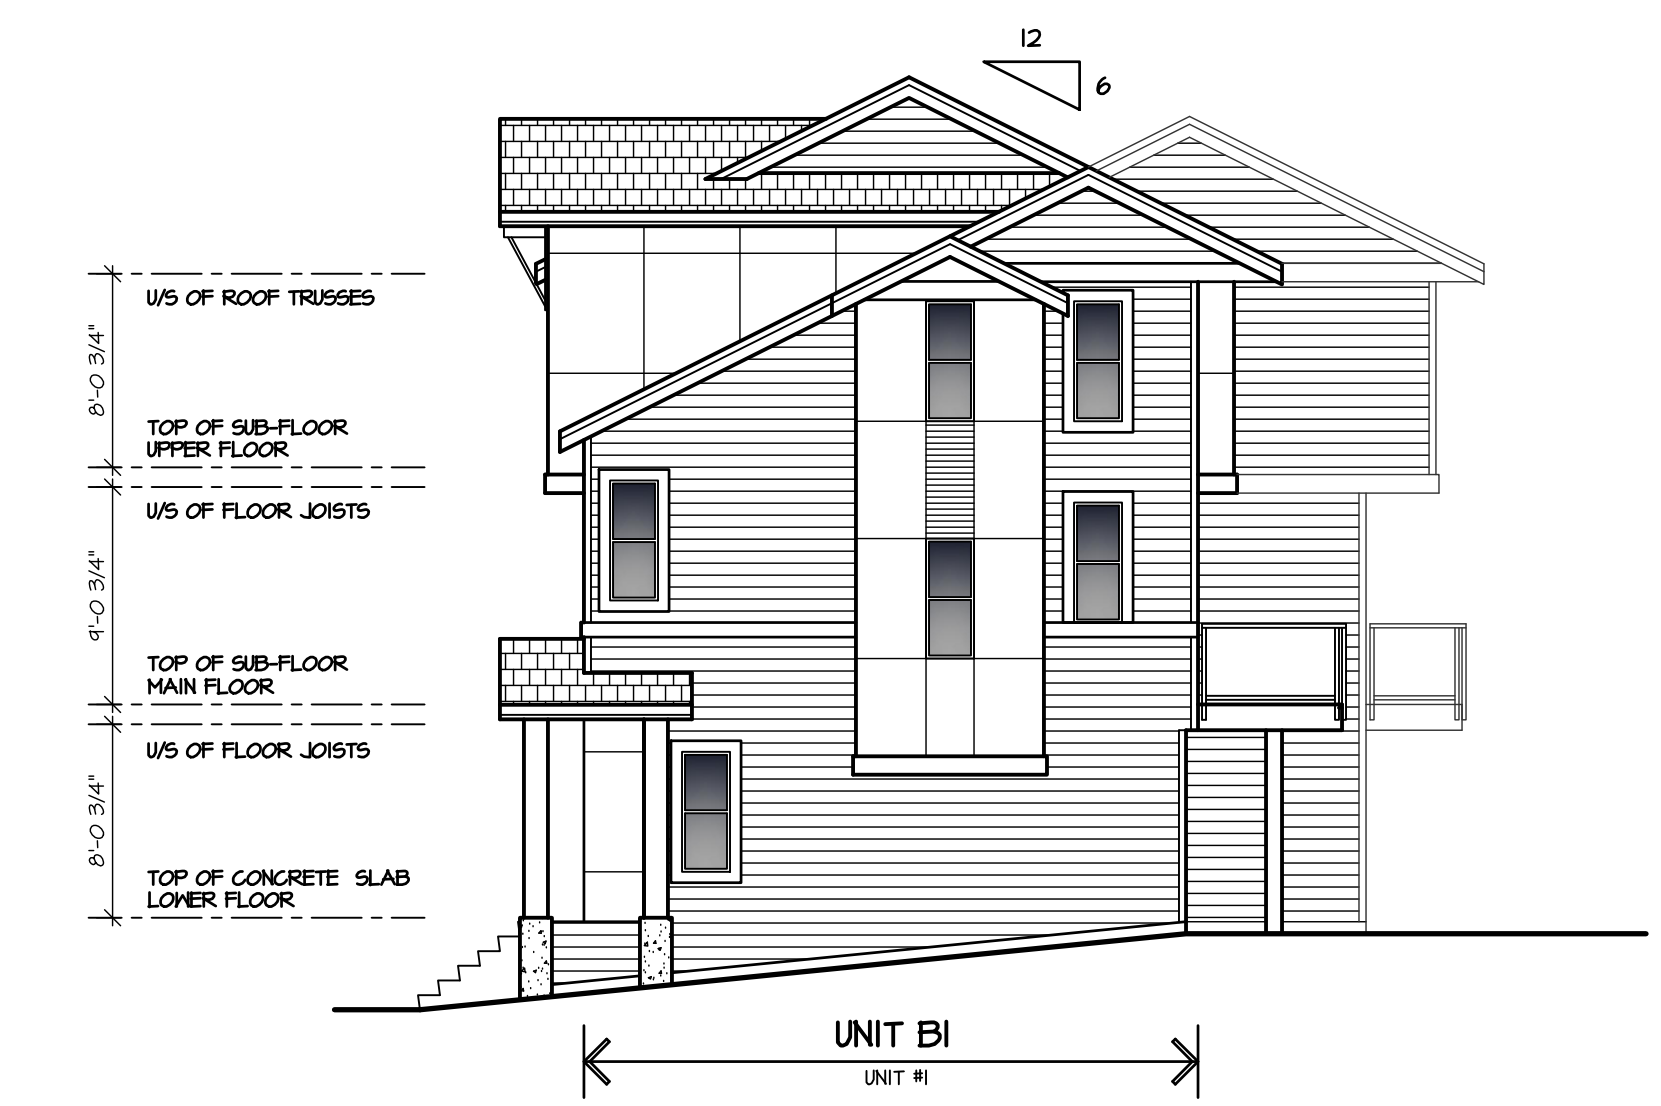 12
6
U/S OF ROOF TRUSSES
8'-0 3/4"
TOP OF SUB-FLOOR
UPPER FLOOR
U/S OF FLOOR JOISTS
9'-0 3/4"
TOP OF SUB-FLOOR
MAIN FLOOR
U/S OF FLOOR JOISTS
8'-0 3/4"
TOP OF CONCRETE SLAB
LOWER FLOOR
UNIT B1
UNIT #1